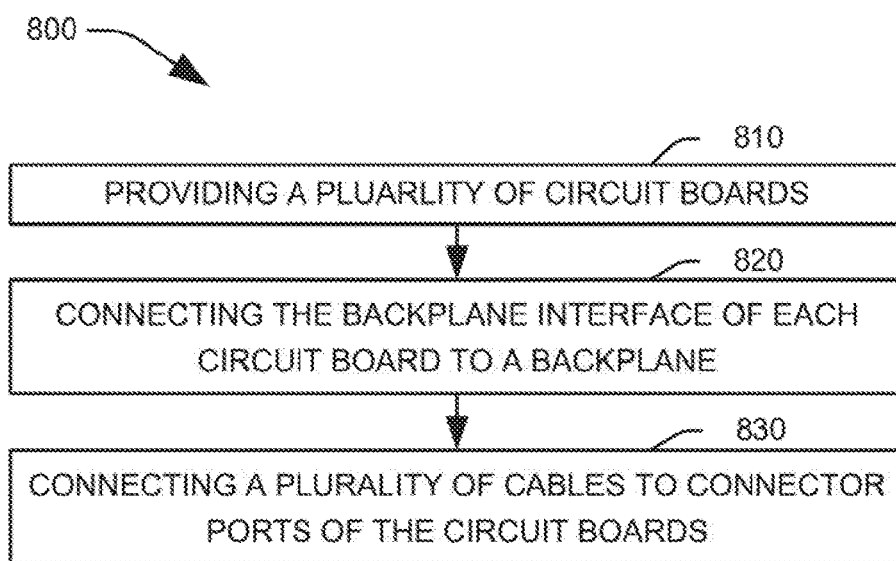 800
810
PROVIDING A PLUARLITY OF CIRCUIT BOARDS
820
CONNECTING THE BACKPLANE INTERFACE OF EACH
CIRCUIT BOARD TO A BACKPLANE
830
CONNECTING A PLURALITY OF CABLES TO CONNECTOR
PORTS OF THE CIRCUIT BOARDS